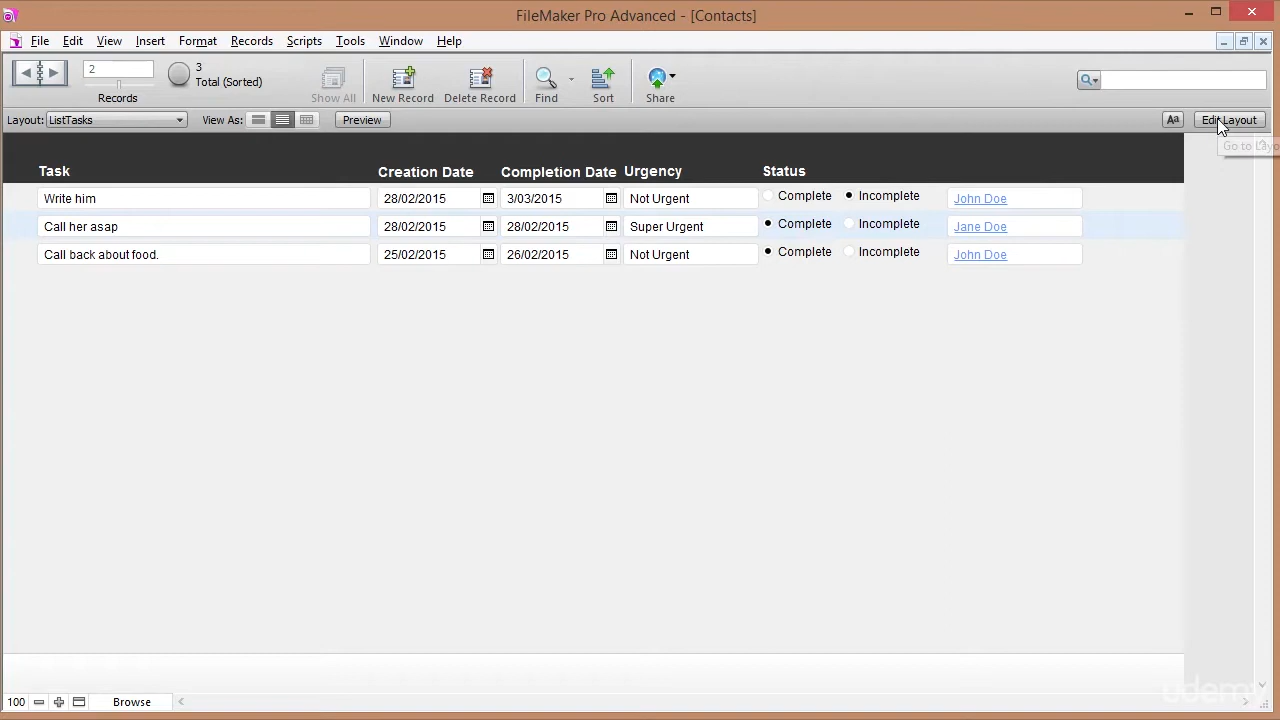 FileMaker Pro Advanced - [Contacts]
File Edit View Insert Format Records Scripts Tools Window Help
2
3
Total (Sorted)
Records
Show All
New Record
Delete Record
Find
Sort
Share
Layout: ListTasks
View As:
Preview
Aa
Edit Layout
Go to Layo
Task Creation Date Completion Date Urgency Status
Write him 28/02/2015 3/03/2015 Not Urgent Complete Incomplete John Doe
Call her asap 28/02/2015 28/02/2015 Super Urgent Complete Incomplete Jane Doe
Call back about food. 25/02/2015 26/02/2015 Not Urgent Complete Incomplete John Doe
100 Browse
udemy